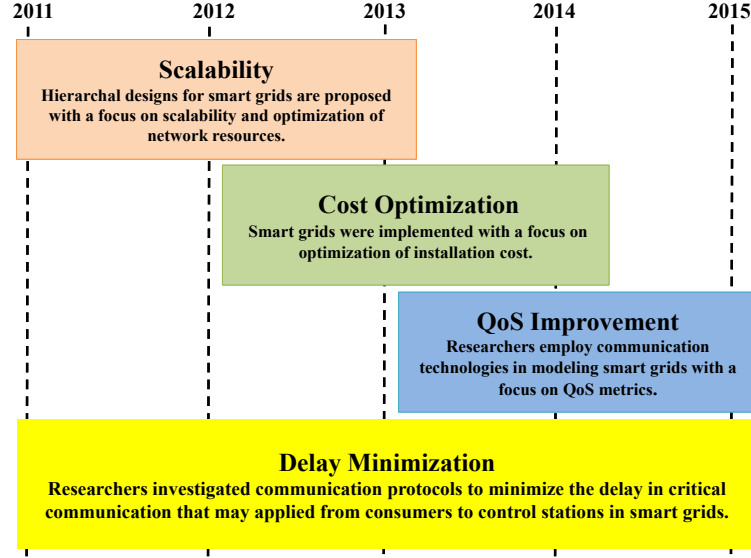 2011 2012 2013 2014 2015
Scalability
Hierarchal designs for smart grids are proposed
with a focus on scalability and optimization of
network resources.
Cost Optimization
Smart grids were implemented with a focus on
optimization of installation cost.
QoS Improvement
Researchers employ communication
technologies in modeling smart grids with a
focus on QoS metrics.
Delay Minimization
Researchers investigated communication protocols to minimize the delay in critical
communication that may applied from consumers to control stations in smart grids.